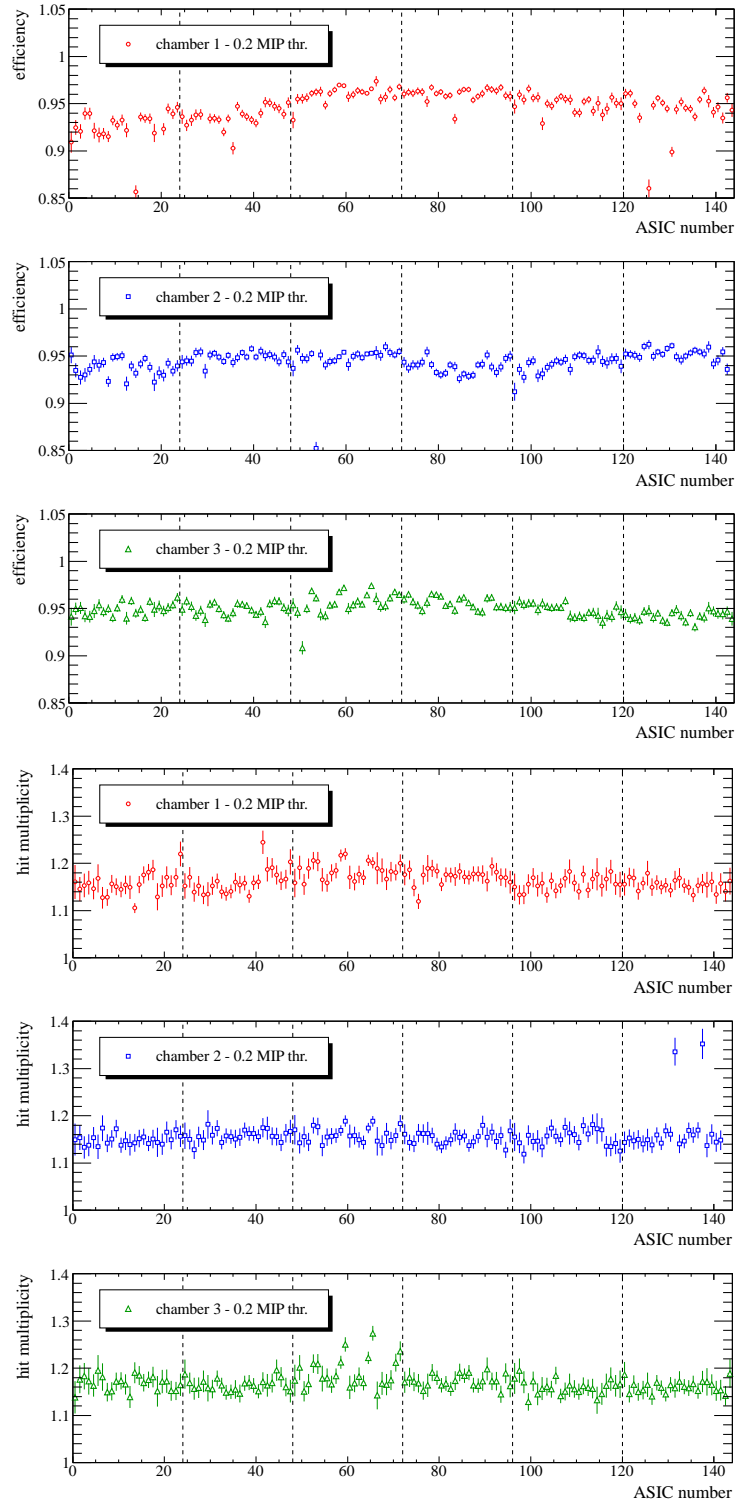 efficiency
1.05
1
0.95
0.9
0.85
chamber 1 - 0.2 MIP thr.
0 20 40 60 80 100 120 140
ASIC number
efficiency
1.05
1
0.95
0.9
0.85
chamber 2 - 0.2 MIP thr.
0 20 40 60 80 100 120 140
ASIC number
efficiency
1.05
1
0.95
0.9
0.85
chamber 3 - 0.2 MIP thr.
0 20 40 60 80 100 120 140
ASIC number
hit multiplicity
1.4
1.3
1.2
1.1
1
chamber 1 - 0.2 MIP thr.
0 20 40 60 80 100 120 140
ASIC number
hit multiplicity
1.4
1.3
1.2
1.1
1
chamber 2 - 0.2 MIP thr.
0 20 40 60 80 100 120 140
ASIC number
hit multiplicity
1.4
1.3
1.2
1.1
1
chamber 3 - 0.2 MIP thr.
0 20 40 60 80 100 120 140
ASIC number